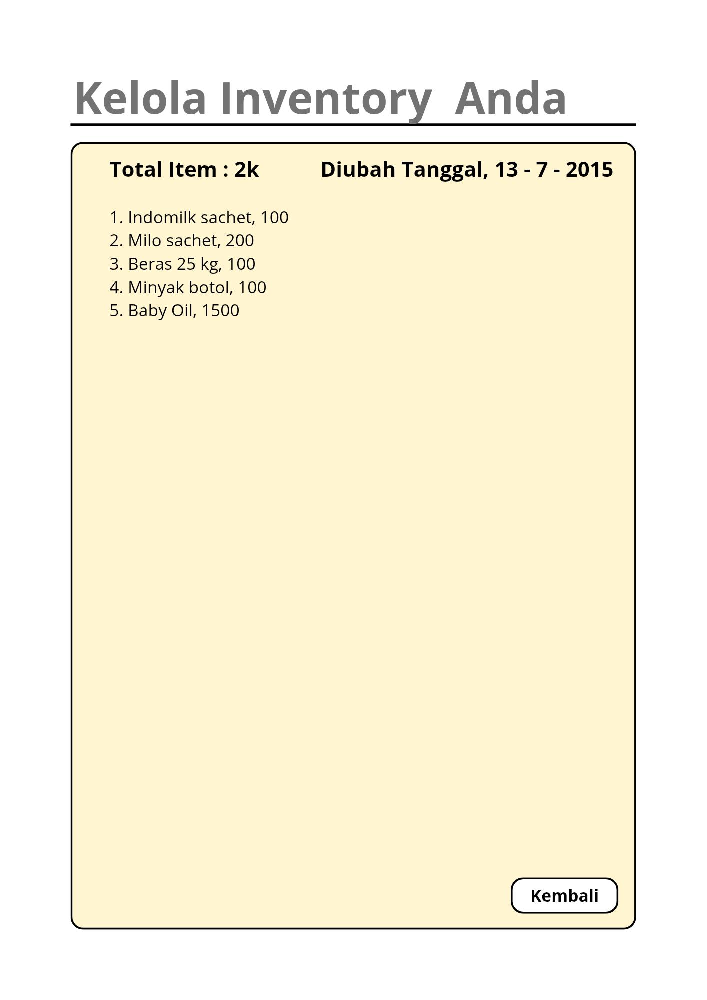 Kelola Inventory  Anda
Total Item : 2k
Diubah Tanggal, 13 - 7 - 2015
1. Indomilk sachet, 100
2. Milo sachet, 200
3. Beras 25 kg, 100
4. Minyak botol, 100
5. Baby Oil, 1500
Kembali